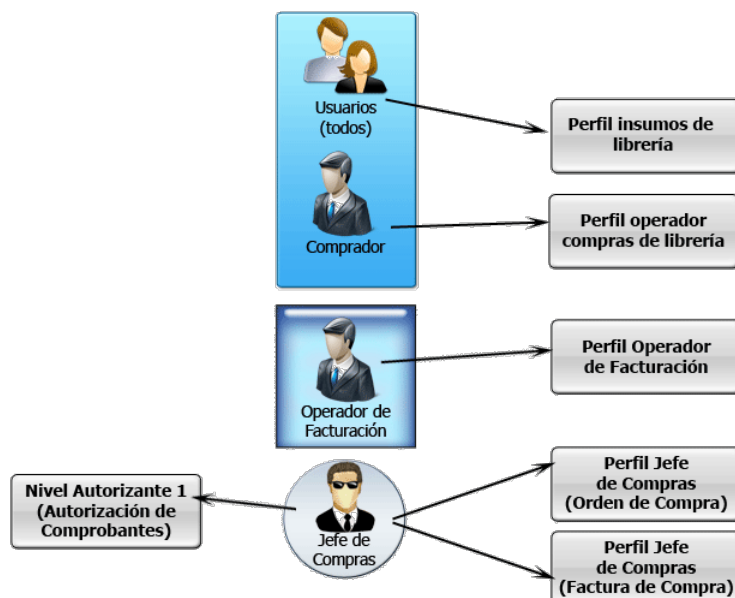 Usuarios
(todos)
Perfil insumos de
librería
Comprador
Perfil operador
compras de librería
Operador de
Facturación
Perfil Operador
de Facturación
Nivel Autorizante 1
(Autorización de
Comprobantes)
Jefe de
Compras
Perfil Jefe
de Compras
(Orden de Compra)
Perfil Jefe
de Compras
(Factura de Compra)